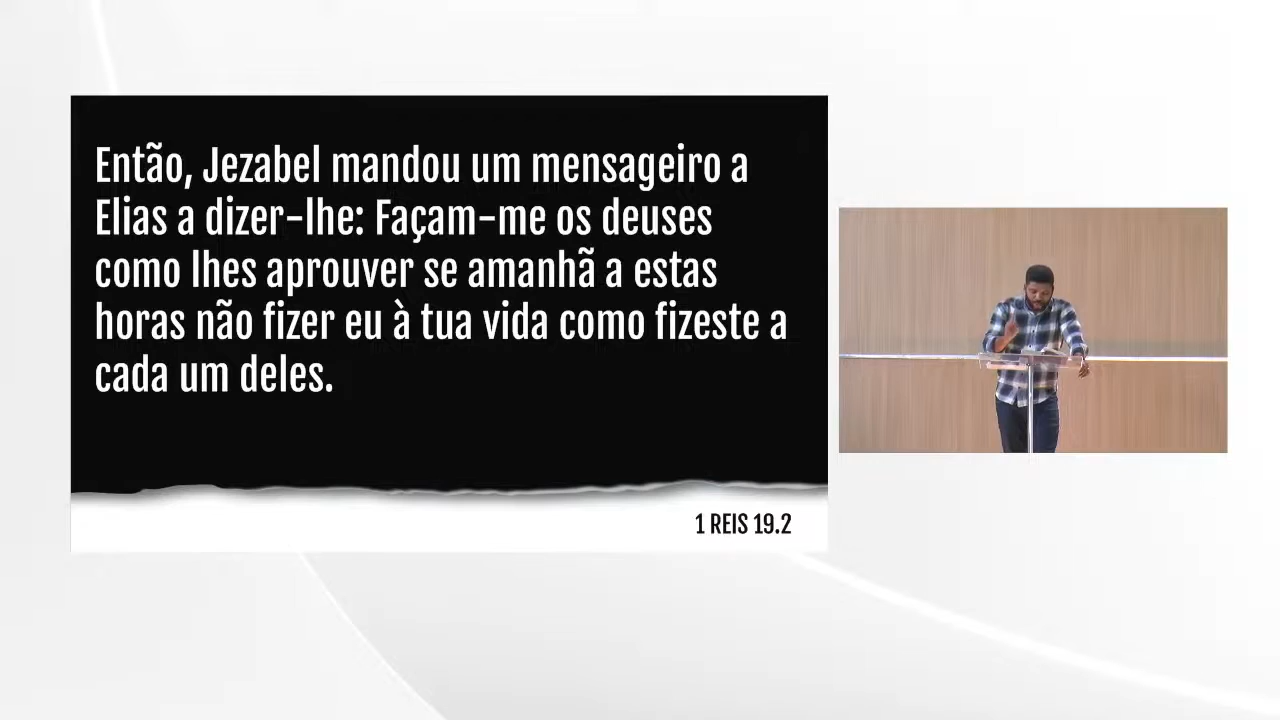 Então, Jezabel mandou um mensageiro a
Elias a dizer-lhe: Façam-me os deuses
como lhes aprouver se amanhã a estas
horas não fizer eu à tua vida como fizeste a
cada um deles.
1 REIS 19.2